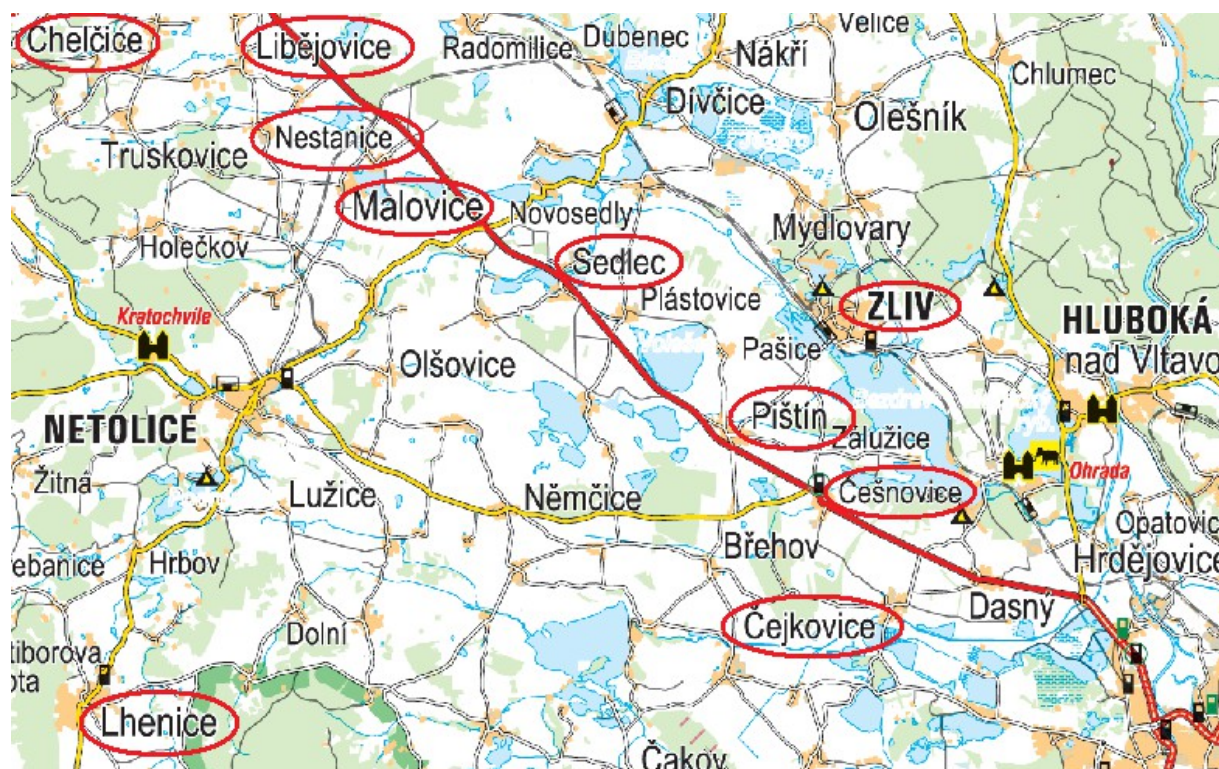 Chelčice
Libějovice
Radomilice
Dubenec
Velice
Nákří
Chlumec
Dívčice
Olešník
Truskovice
Nestanice
Malovice
Novosedly
Mydlovary
Holečkov
Sedlec
Plástovice
ZLIV
Kratochvile
Pašice
HLUBOKÁ
nad Vltavo
Olšovice
NETOLICE
Pištín
Zálužice
Ohrada
Žitná
Lužice
Němčice
Češnovice
Opatovic
Břehov
Hrdějovice
ebanice
Hrbov
Dasný
Čejkovice
Dolní
tiborova
ota
Lhenice
Čakov